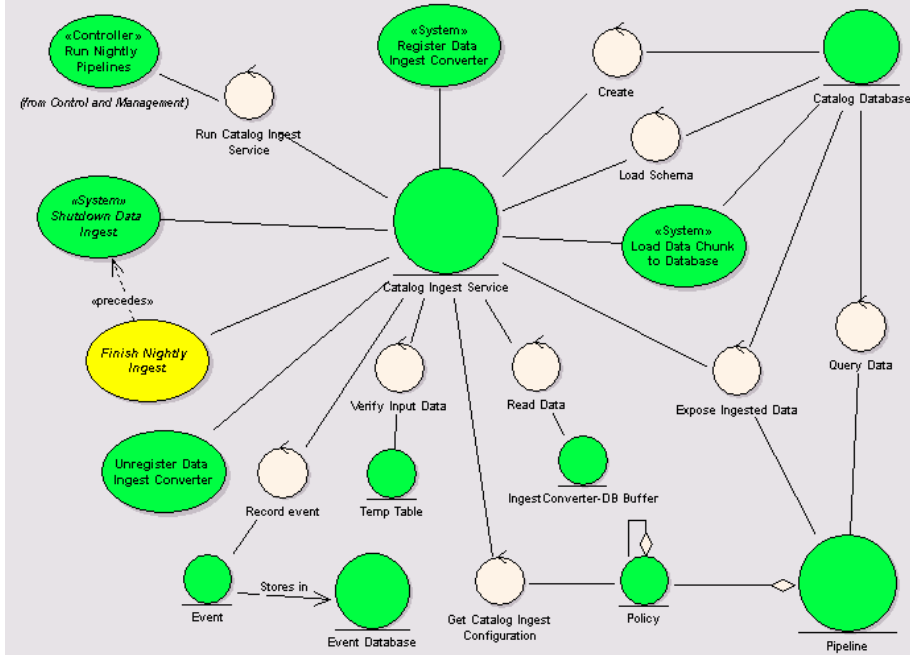 «Controller»
Run Nightly
Pipelines
(from Control and Management)
Run Catalog Ingest
Service
«System»
Register Data
Ingest Converter
Create
Catalog Database
Load Schema
«System»
Shutdown Data
Ingest
«System»
Load Data Chunk
to Database
Catalog Ingest Service
«precedes»
Finish Nightly
Ingest
Verify Input Data
Read Data
Expose Ingested Data
Query Data
Unregister Data
Ingest Converter
Record event
Temp Table
IngestConverter-DB Buffer
Event
Stores in
Event Database
Get Catalog Ingest
Configuration
Policy
Pipeline